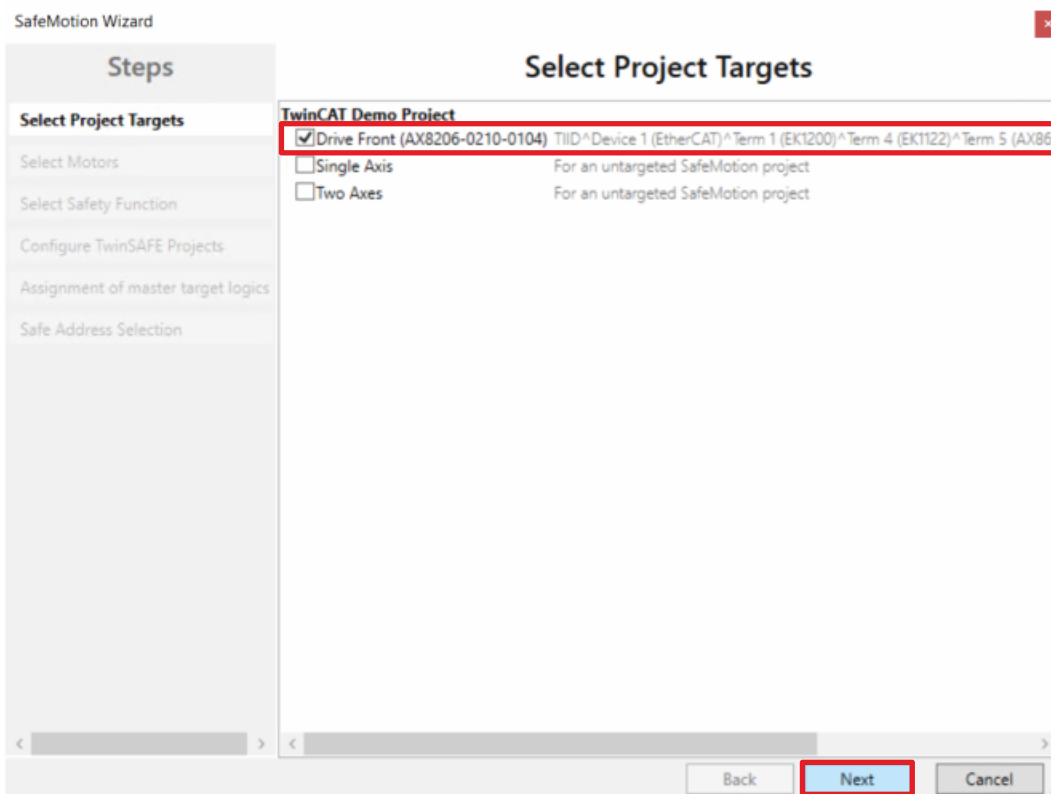 SafeMotion Wizard
Steps
Select Project Targets
Select Motors
Select Safety Function
Configure TwinSAFE Projects
Assignment of master target logics
Safe Address Selection
Select Project Targets
TwinCAT Demo Project
Drive Front (AX8206-0210-0104) TIID^Device 1 (EtherCAT)^Term 1 (EK1200)^Term 4 (EK1122)^Term 5 (AX86
Single Axis For an untargeted SafeMotion project
Two Axes For an untargeted SafeMotion project
Back Next Cancel